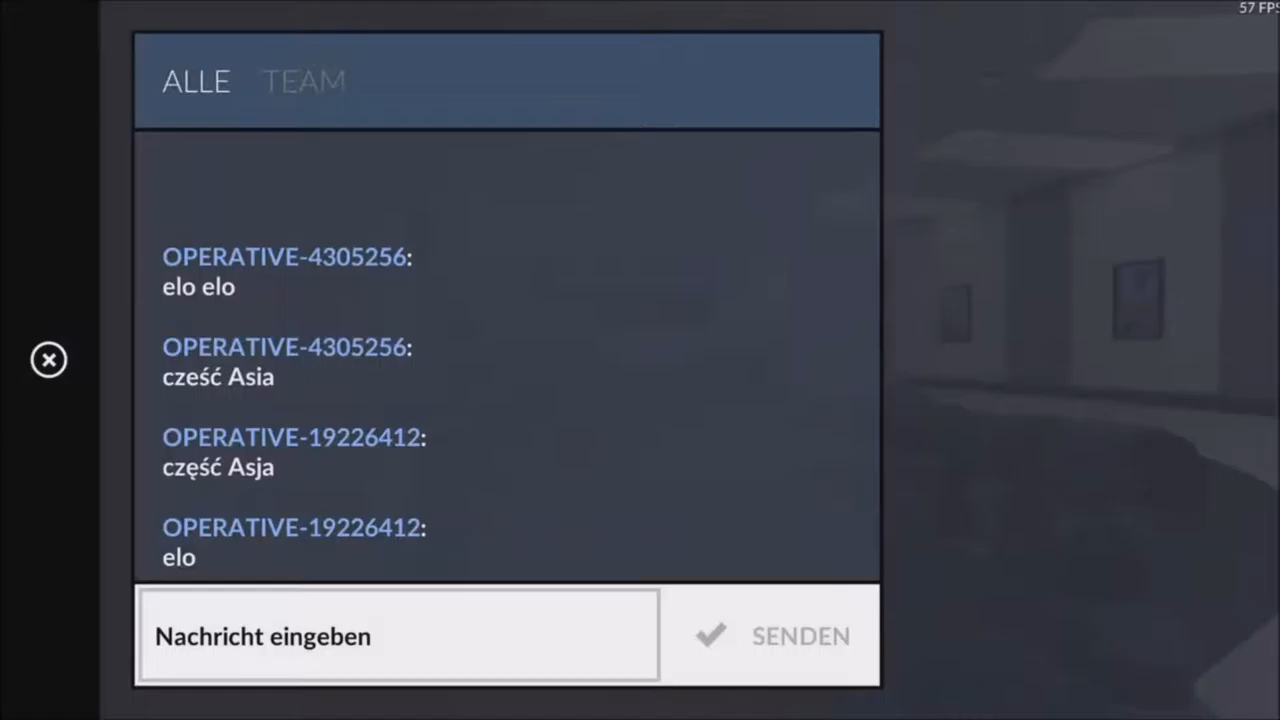 57 FPS
ALLE TEAM
OPERATIVE-4305256:
elo elo
OPERATIVE-4305256:
cześć Asia
OPERATIVE-19226412:
część Asja
OPERATIVE-19226412:
elo
Nachricht eingeben
SENDEN